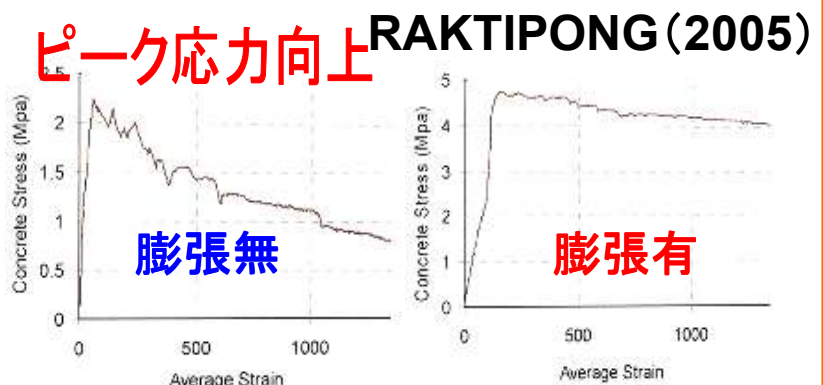 ピーク応力向上
RAKTIPONG（2005）
2.5
2
1.5
1
0.5
0
Concrete Stress (Mpa)
膨張無
0 500 1000
Average Strain
5
4
3
2
1
0
Concrete Stress (Mpa)
膨張有
0 500 1000
Average Strain